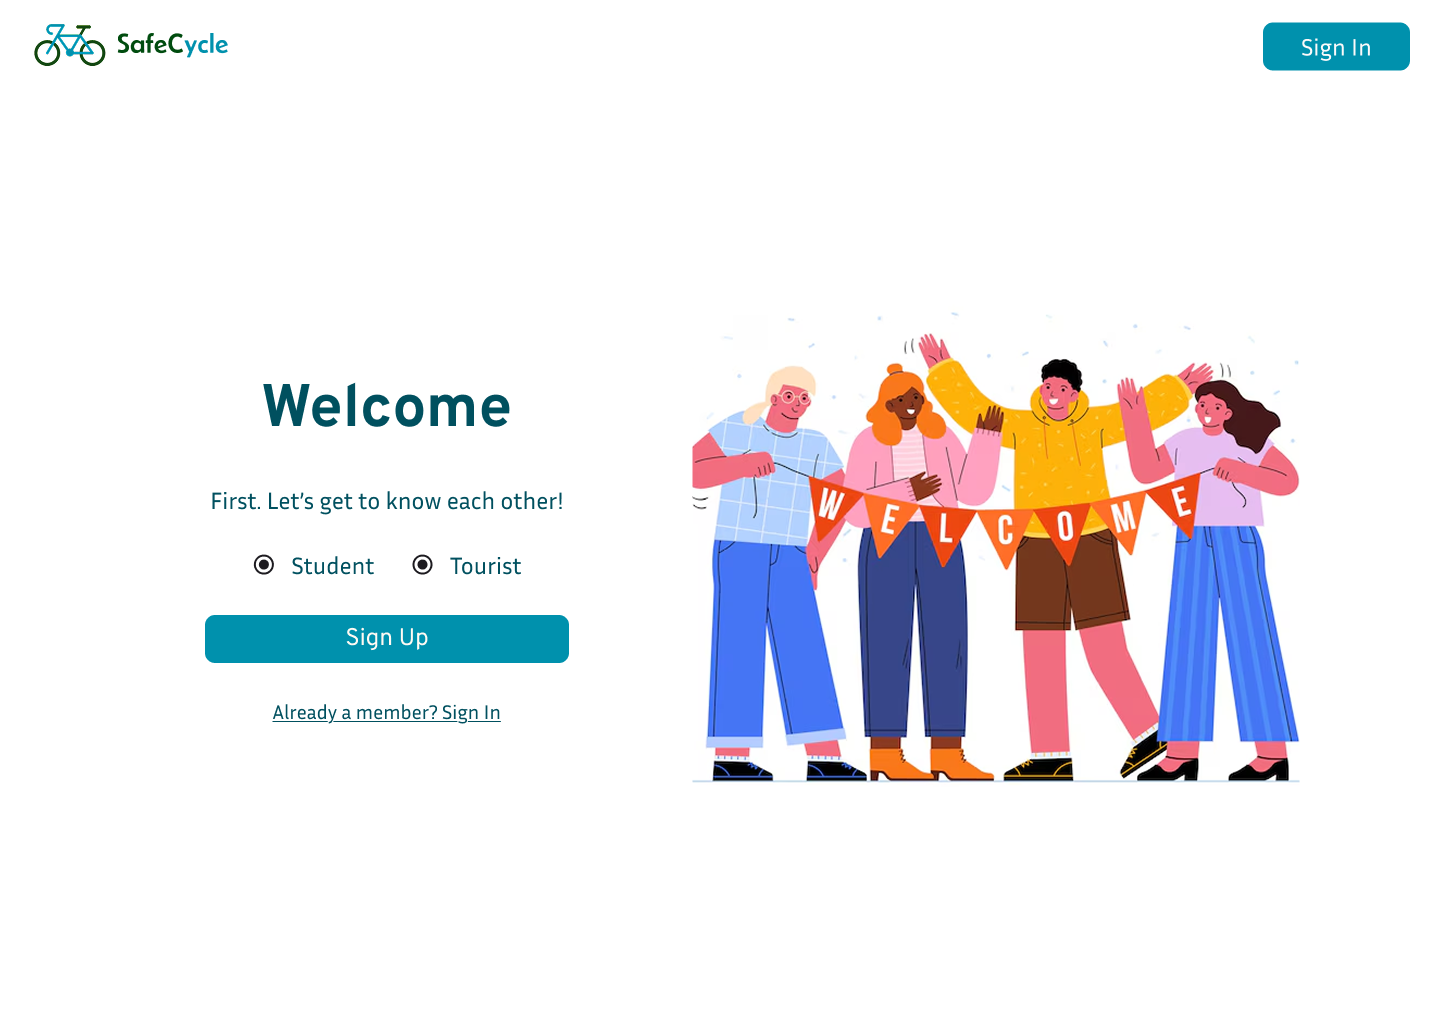 SafeCycle
Sign In
Welcome
First. Let’s get to know each other!
Student
Tourist
Sign Up
Already a member? Sign In
WELCOME